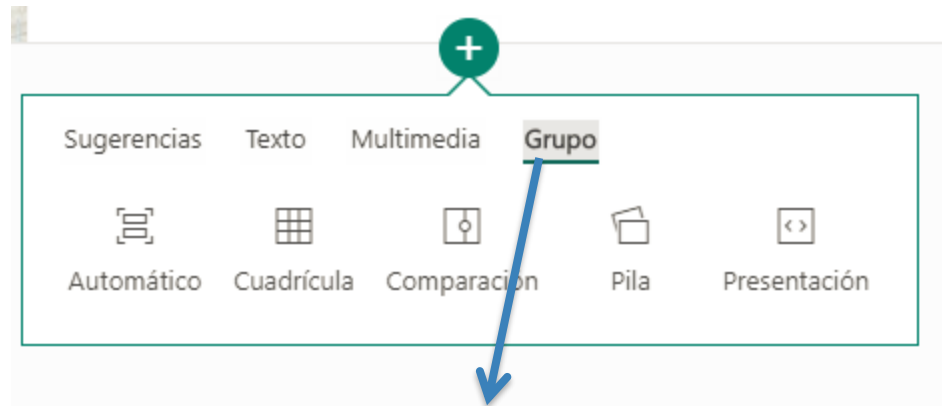 Sugerencias Texto Multimedia Grupo
Automático Cuadrícula Comparación Pila Presentación